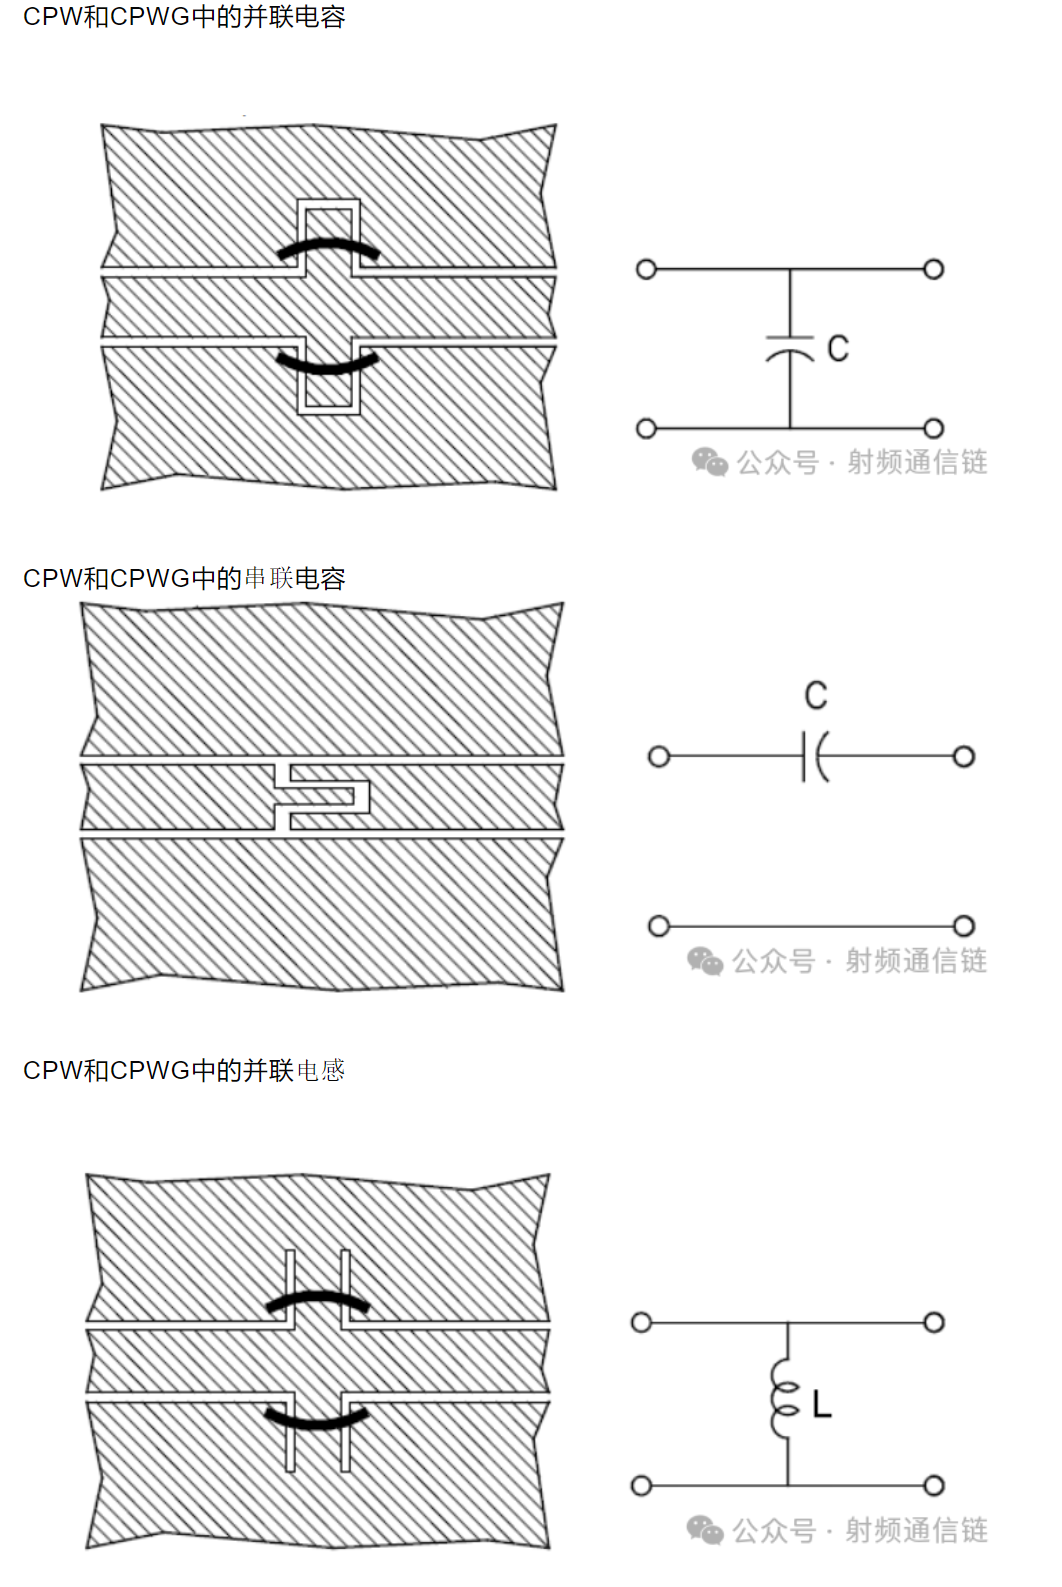 CPW和CPWG中的并联电容
C
公众号 · 射频通信链
CPW和CPWG中的串联电容
C
公众号 · 射频通信链
CPW和CPWG中的并联电感
L
公众号 · 射频通信链